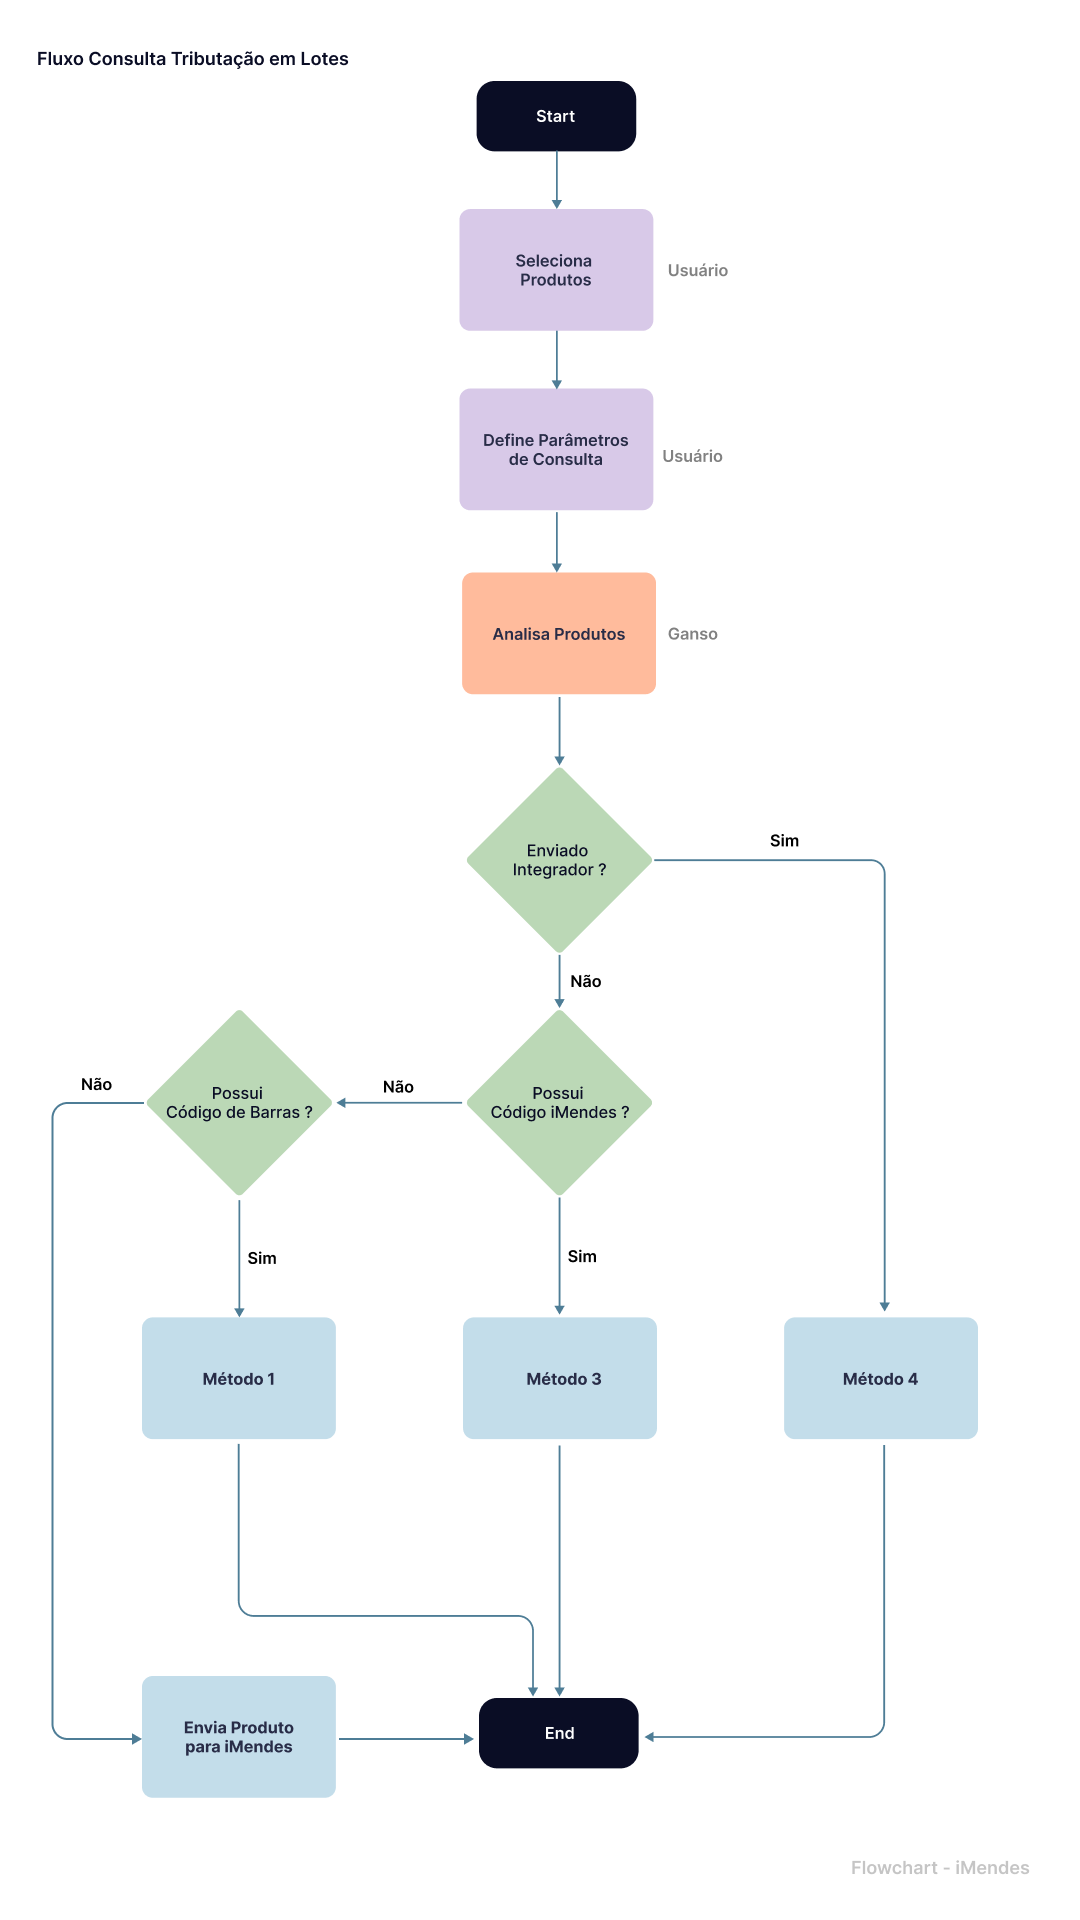 Fluxo Consulta Tributação em Lotes
Start
Seleciona
Produtos
Usuário
Define Parâmetros
de Consulta
Usuário
Analisa Produtos
Ganso
Enviado
Integrador ?
Sim
Não
Possui
Código de Barras ?
Não
Não
Possui
Código iMendes ?
Sim
Sim
Método 1
Método 3
Método 4
Envia Produto
para iMendes
End
Flowchart - iMendes